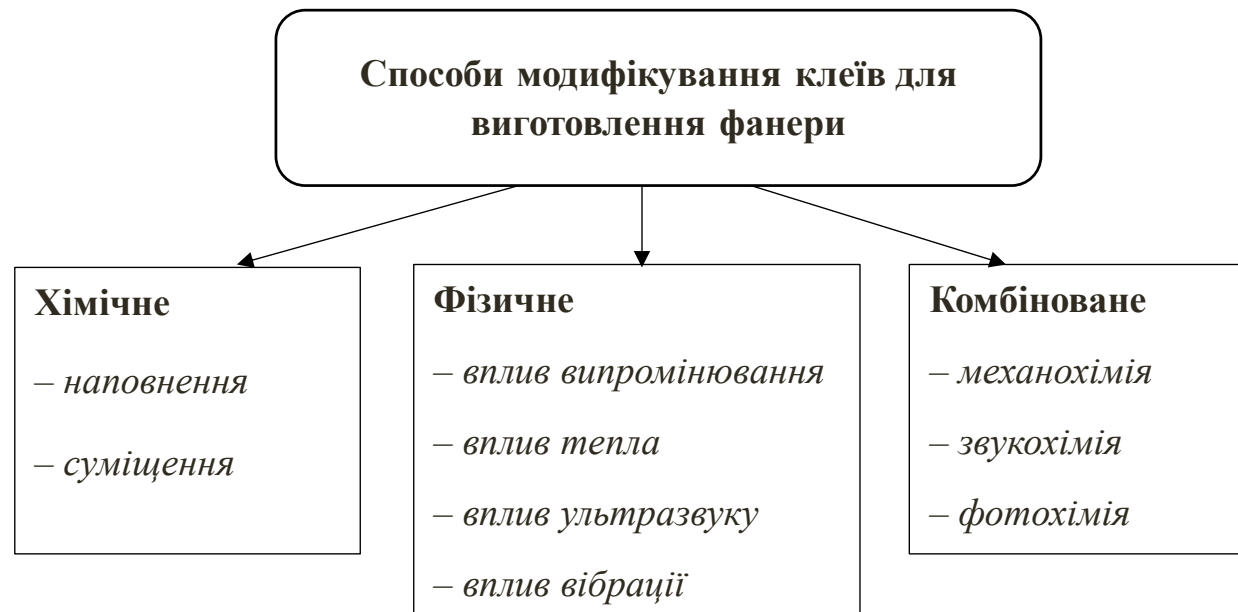 Способи модифікування клеїв для
виготовлення фанери
Хімічне
– наповнення
– суміщення
Фізичне
– вплив випромінювання
– вплив тепла
– вплив ультразвуку
– вплив вібрації
Комбіноване
– механохімія
– звукохімія
– фотохімія